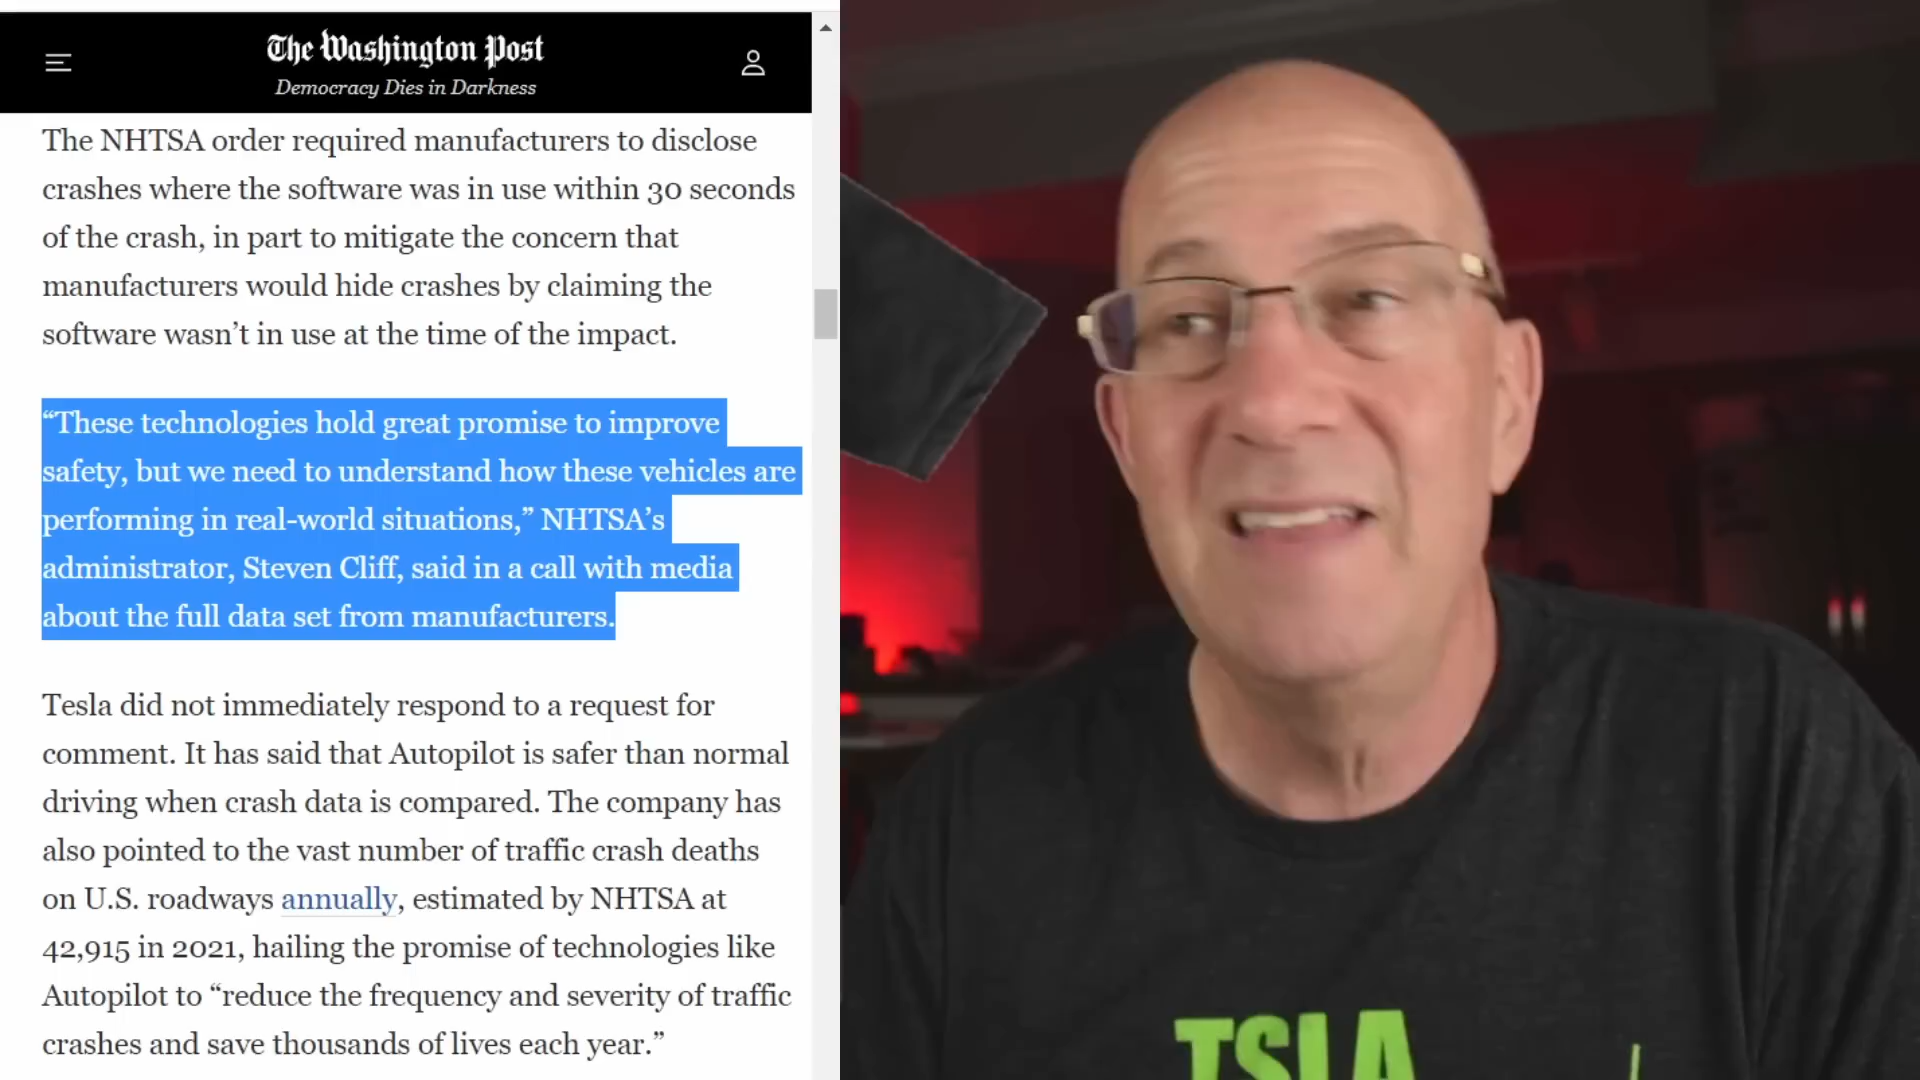 The Washington Post
Democracy Dies in Darkness
The NHTSA order required manufacturers to disclose
crashes where the software was in use within 30 seconds
of the crash, in part to mitigate the concern that
manufacturers would hide crashes by claiming the
software wasn’t in use at the time of the impact.
“These technologies hold great promise to improve
safety, but we need to understand how these vehicles are
performing in real-world situations,” NHTSA’s
administrator, Steven Cliff, said in a call with media
about the full data set from manufacturers.
Tesla did not immediately respond to a request for
comment. It has said that Autopilot is safer than normal
driving when crash data is compared. The company has
also pointed to the vast number of traffic crash deaths
on U.S. roadways annually, estimated by NHTSA at
42,915 in 2021, hailing the promise of technologies like
Autopilot to “reduce the frequency and severity of traffic
crashes and save thousands of lives each year.”
TSLA